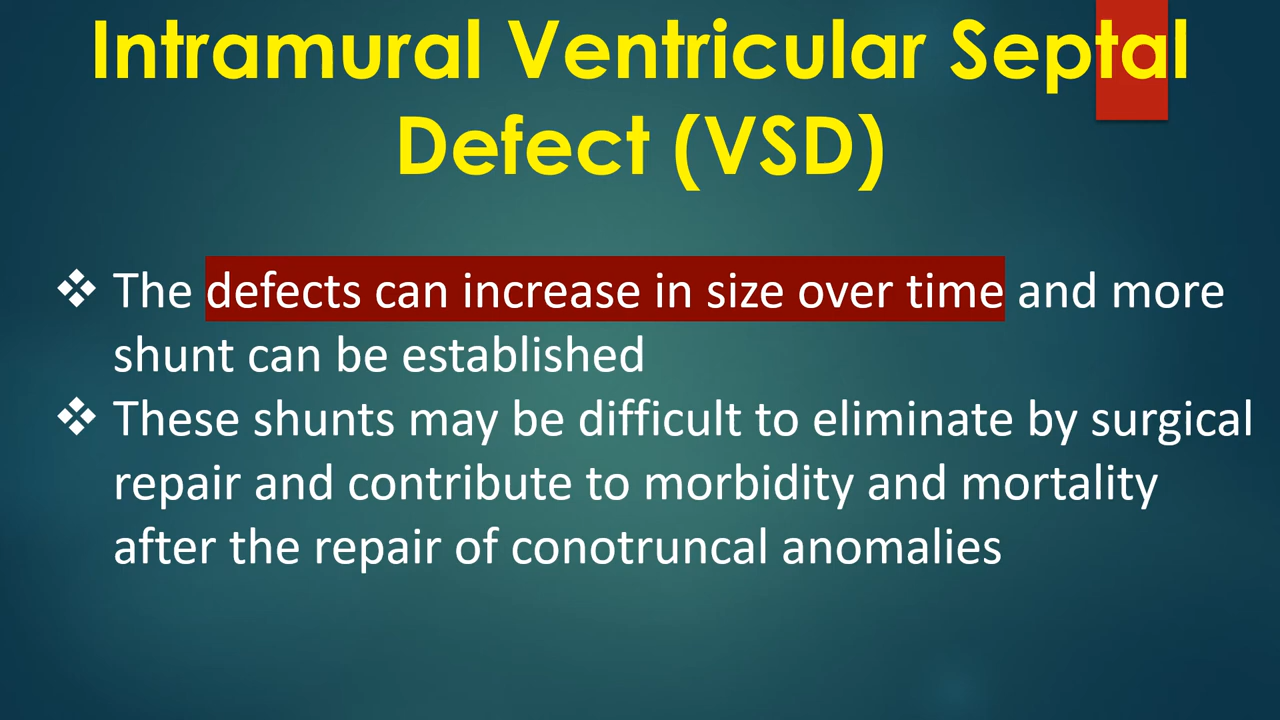 Intramural Ventricular Septal
Defect (VSD)
❖ The defects can increase in size over time and more
shunt can be established
❖ These shunts may be difficult to eliminate by surgical
repair and contribute to morbidity and mortality
after the repair of conotruncal anomalies